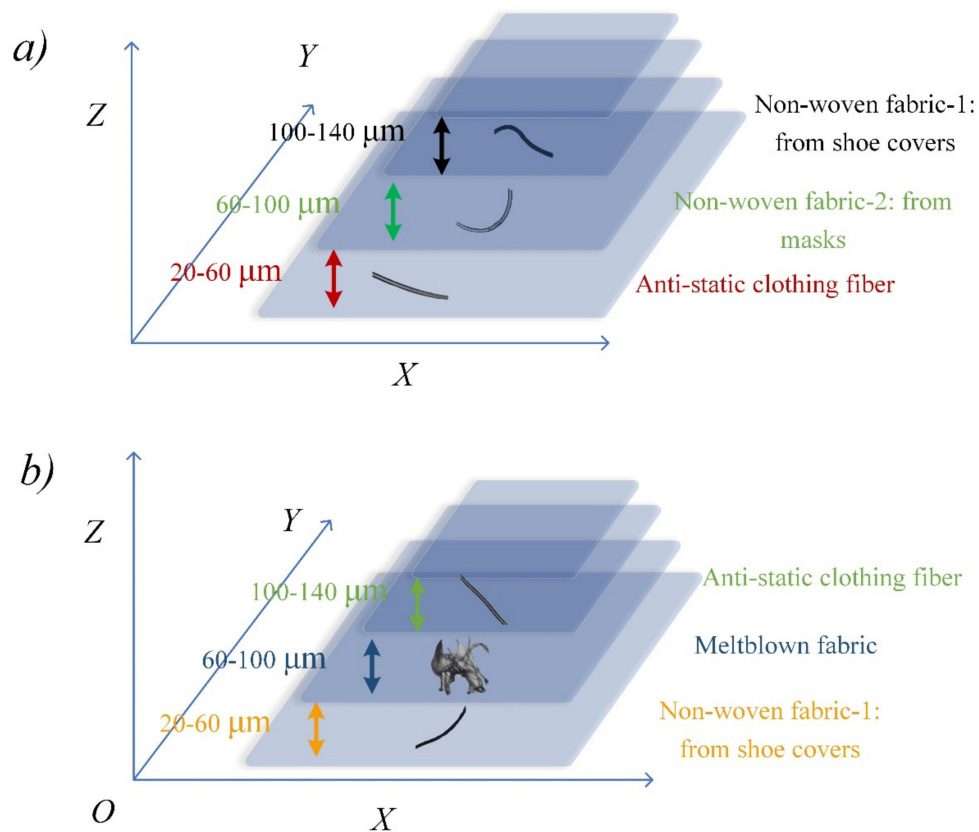 a)
Z
Y
100-140 μm
Non-woven fabric-1:
from shoe covers
60-100 μm
Non-woven fabric-2: from
masks
20-60 μm
Anti-static clothing fiber
X
b)
Z
Y
100-140 μm
Anti-static clothing fiber
60-100 μm
Meltblown fabric
20-60 μm
Non-woven fabric-1:
from shoe covers
O
X